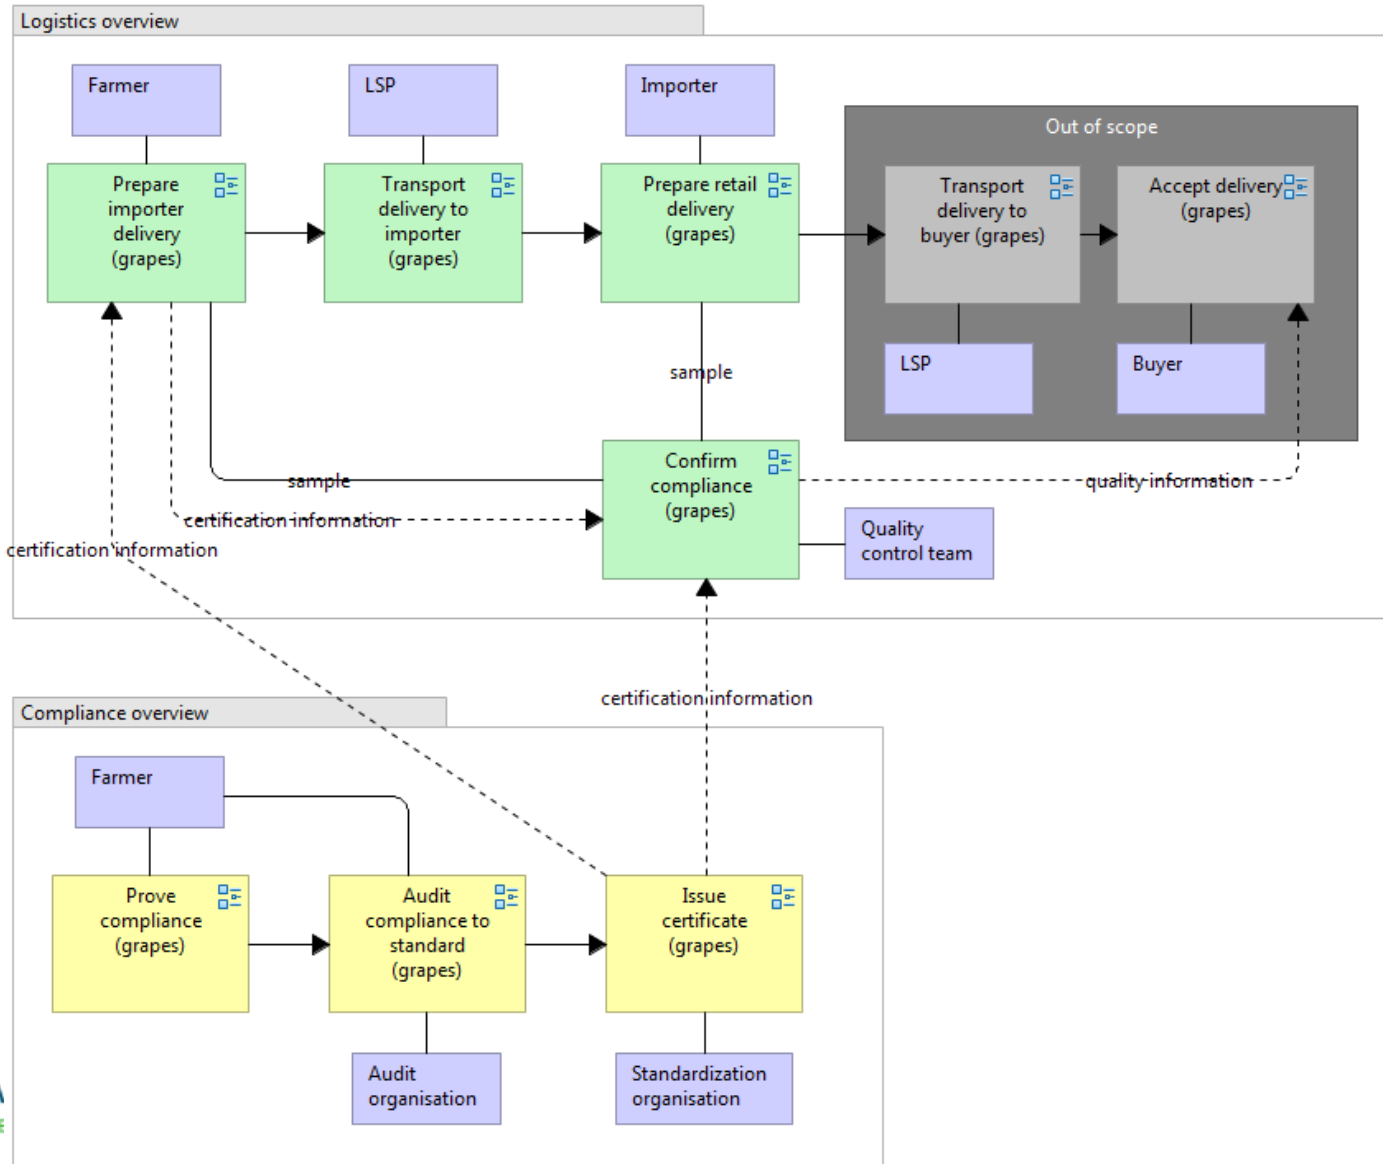 Logistics overview
Farmer
LSP
Importer
Out of scope
Prepare
importer
delivery
(grapes)
Transport
delivery to
importer
(grapes)
Prepare retail
delivery
(grapes)
Transport
delivery to
buyer (grapes)
Accept delivery
(grapes)
LSP
Buyer
sample
Confirm
compliance
(grapes)
sample
quality information
certification information
Quality
control team
certification information
certification information
Compliance overview
Farmer
Prove
compliance
(grapes)
Audit
compliance to
standard
(grapes)
Issue
certificate
(grapes)
Audit
organisation
Standardization
organisation